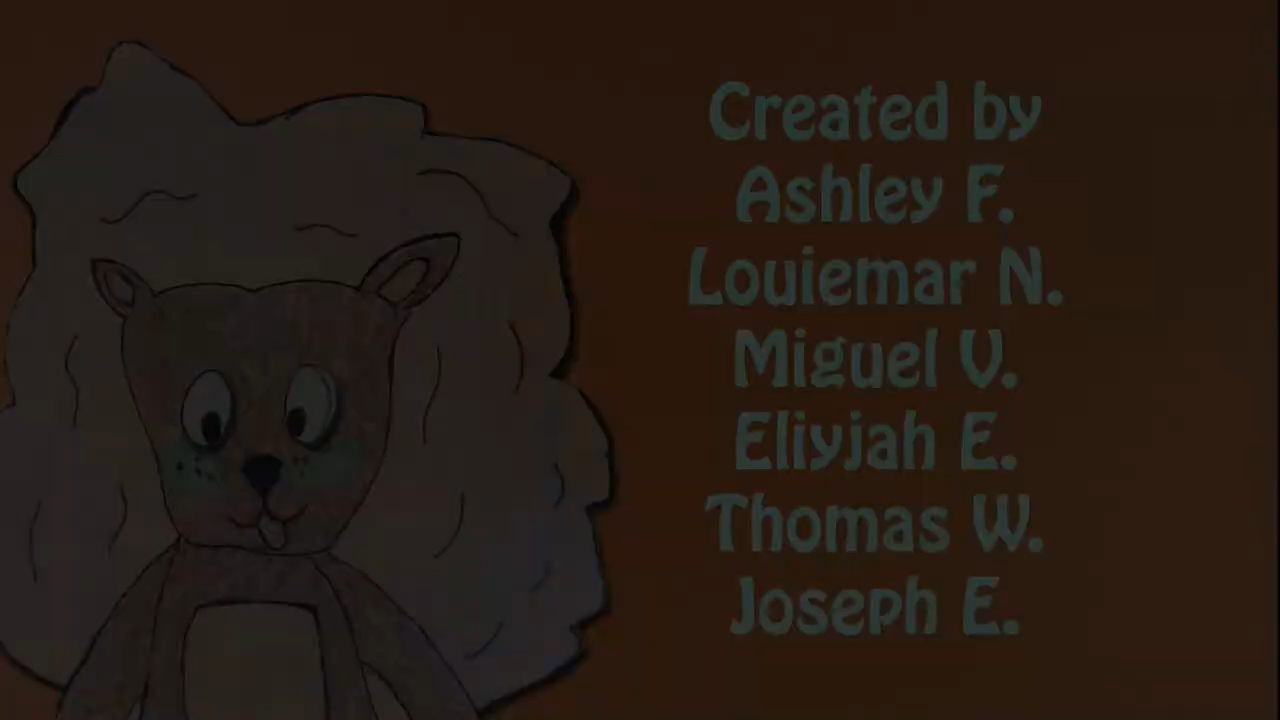 Created by
Ashley F.
Louiemar N.
Miguel V.
Eliyjah E.
Thomas W.
Joseph E.